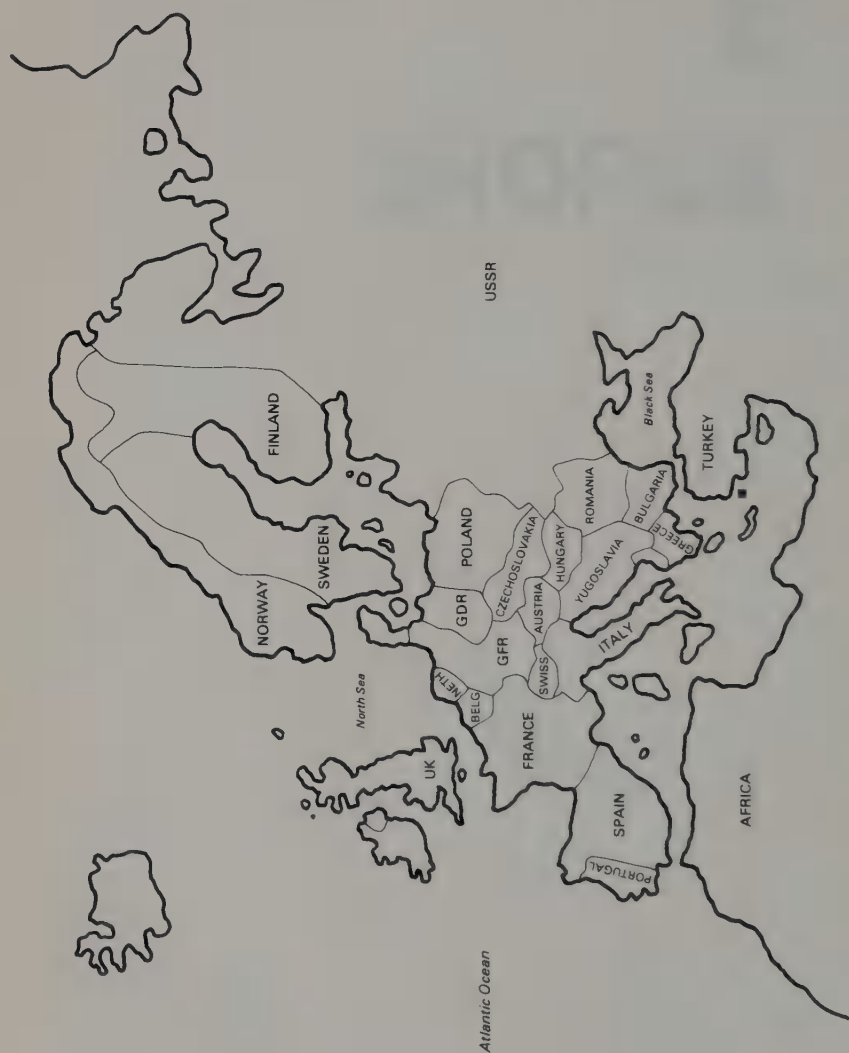 NORWAY
SWEDEN
FINLAND
North Sea
UK
NETH
BELG
GFR
GDR
POLAND
USSR
Atlantic Ocean
FRANCE
SWISS
AUSTRIA
CZECHOSLOVAKIA
HUNGARY
ROMANIA
Black Sea
PORTUGAL
SPAIN
ITALY
YUGOSLAVIA
BULGARIA
GREECE
TURKEY
AFRICA